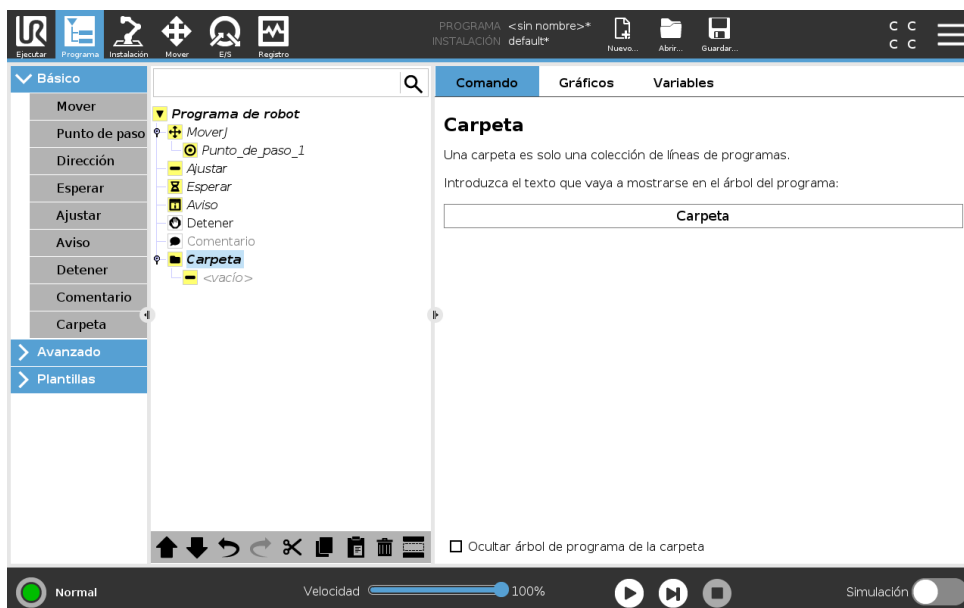 Ejecutar
Programa
Instalación
Mover
E/S
Registro
PROGRAMA <sin nombre>*
INSTALACIÓN default*
Nuevo...
Abrir...
Guardar...
C C
C C
Básico
Mover
Punto de paso
Dirección
Esperar
Ajustar
Aviso
Detener
Comentario
Carpeta
Avanzado
Plantillas
Programa de robot
MoverJ
Punto_de_paso_1
Ajustar
Esperar
Aviso
Detener
Comentario
Carpeta
<vacío>
Comando
Gráficos
Variables
Carpeta
Una carpeta es solo una colección de líneas de programas.
Introduzca el texto que vaya a mostrarse en el árbol del programa:
Carpeta
Ocultar árbol de programa de la carpeta
Normal
Velocidad
100%
Simulación